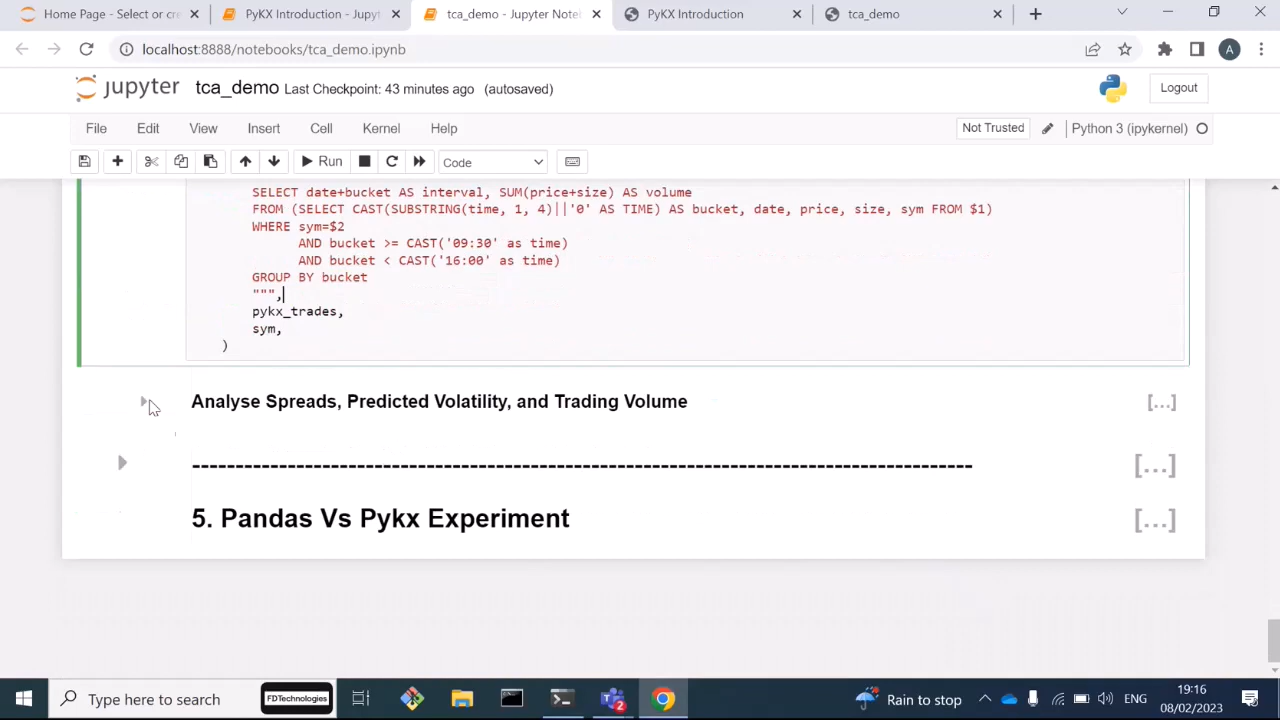 Home Page - Select or cre
PyKX Introduction - Jupyt
tca_demo - Jupyter Noteb
PyKX Introduction
tca_demo
localhost:8888/notebooks/tca_demo.ipynb
A
jupyter tca_demo Last Checkpoint: 43 minutes ago (autosaved)
Logout
File Edit View Insert Cell Kernel Help
Not Trusted
Python 3 (ipykernel)
Run
Code
SELECT date+bucket AS interval, SUM(price+size) AS volume
FROM (SELECT CAST(SUBSTRING(time, 1, 4)||'0' AS TIME) AS bucket, date, price, size, sym FROM $1)
WHERE sym=$2
AND bucket >= CAST('09:30' as time)
AND bucket < CAST('16:00' as time)
GROUP BY bucket
""",
pykx_trades,
sym,
)
Analyse Spreads, Predicted Volatility, and Trading Volume
[...]
------------------------------------------------------------------------------------------
[...]
5. Pandas Vs Pykx Experiment
[...]
Type here to search
FDTechnologies
2
Rain to stop
ENG
19:16
08/02/2023